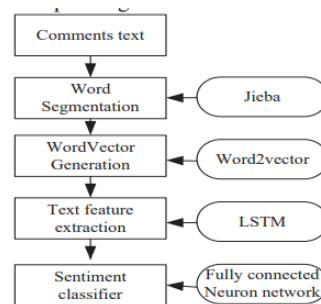 Comments text
Word
Segmentation
Jieba
WordVector
Generation
Word2vector
Text feature
extraction
LSTM
Sentiment
classifier
Fully connected
Neuron network